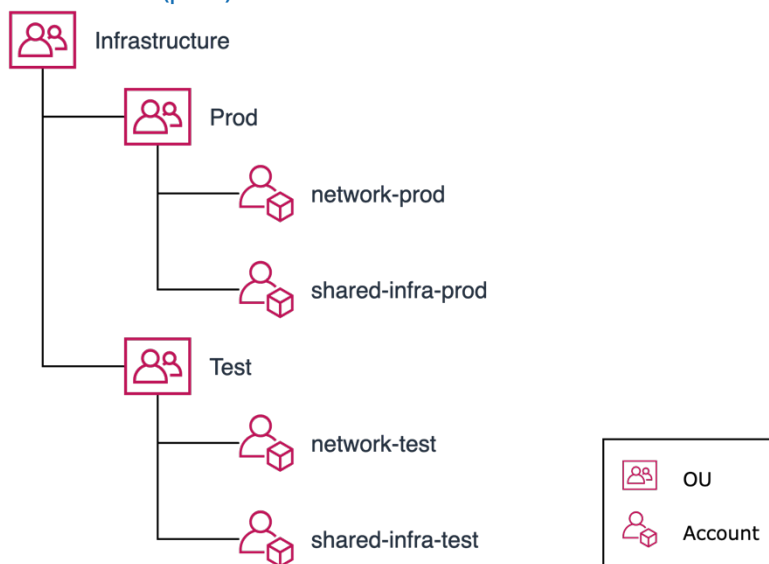 Infrastructure
Prod
network-prod
shared-infra-prod
Test
network-test
shared-infra-test
OU
Account